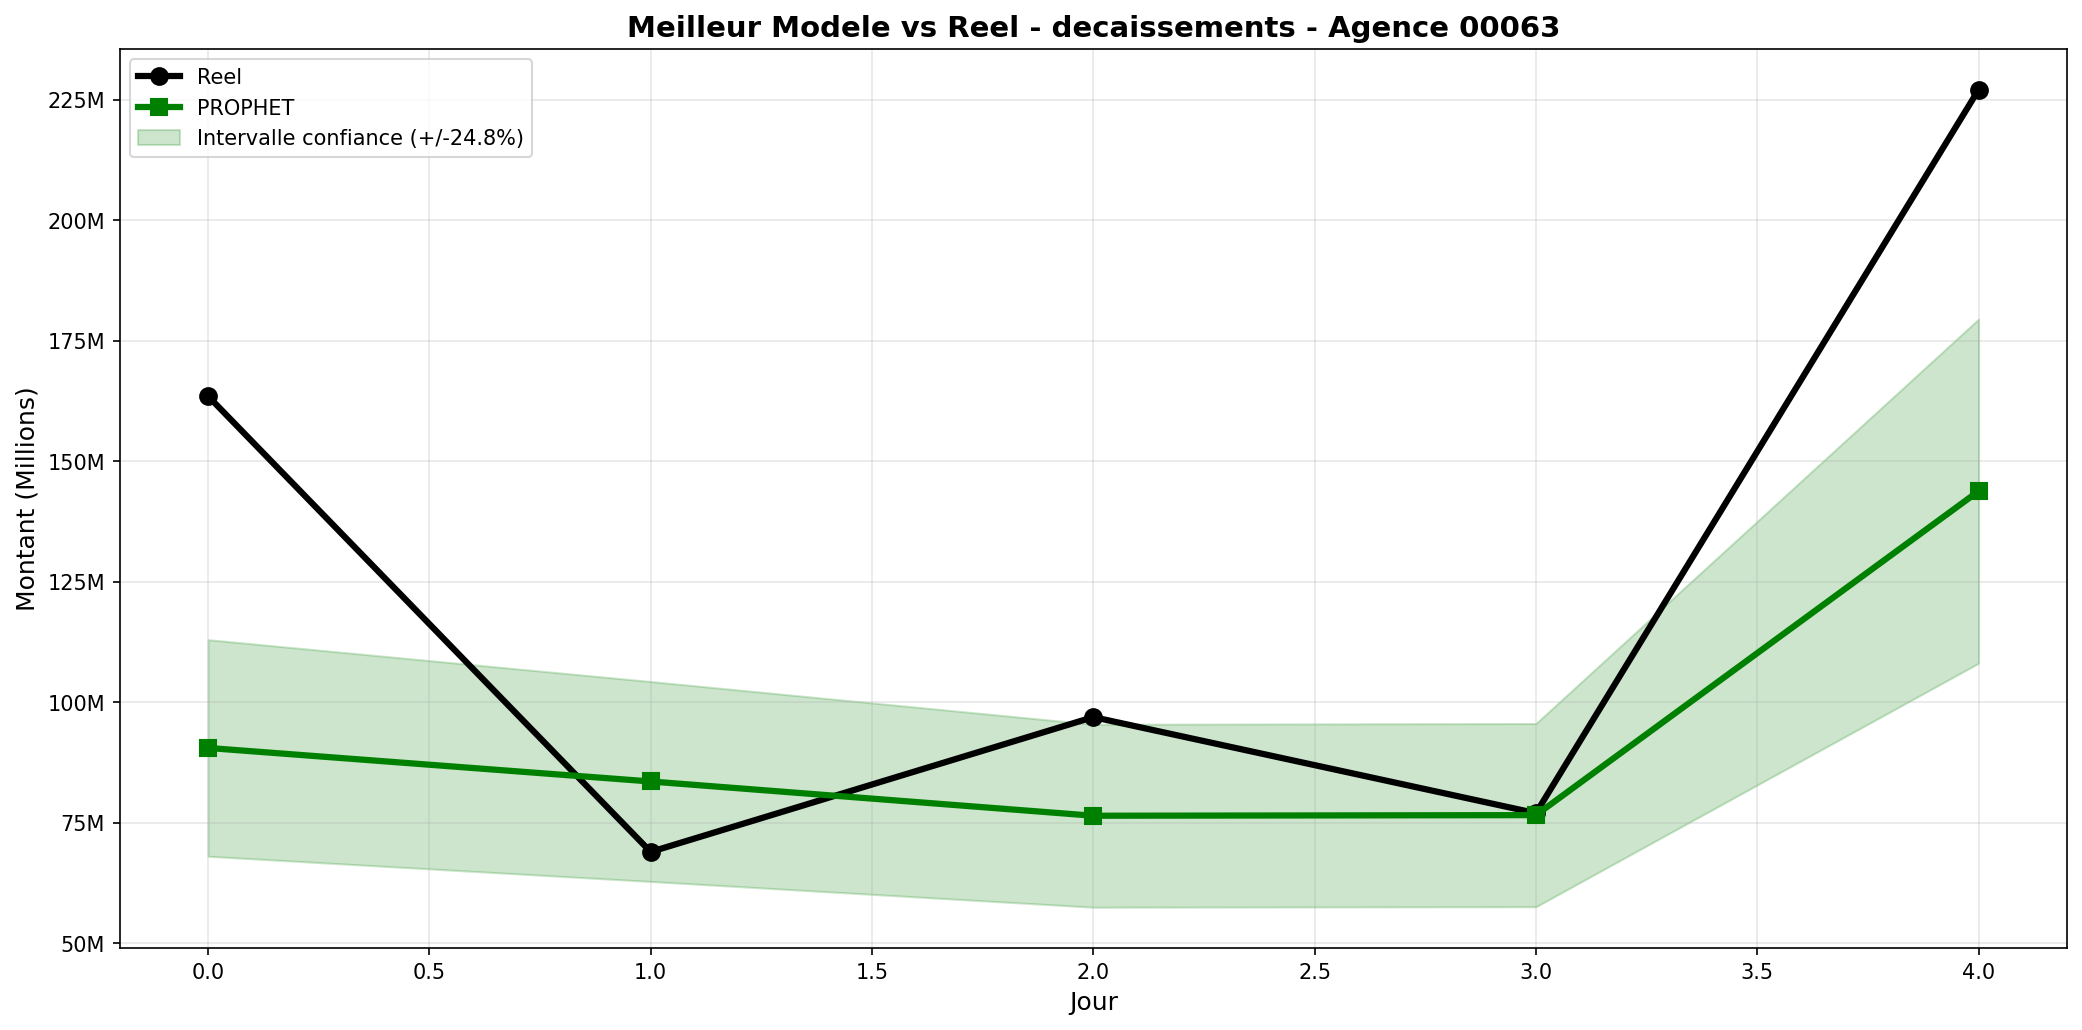 Meilleur Modele vs Reel - decaissements - Agence 00063
Reel
PROPHET
Intervalle confiance (+/-24.8%)
225M
200M
175M
150M
125M
100M
75M
50M
Montant (Millions)
0.0 0.5 1.0 1.5 2.0 2.5 3.0 3.5 4.0
Jour